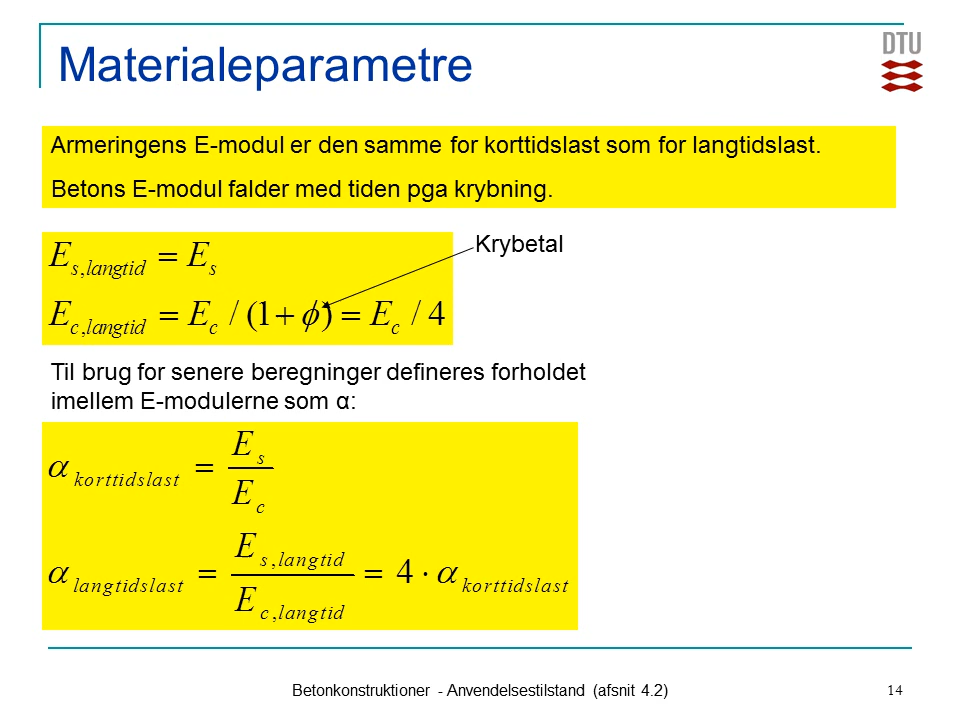 Materialeparametre
DTU
Armeringens E-modul er den samme for korttidslast som for langtidslast.
Betons E-modul falder med tiden pga krybning.
Krybetal
E_{s,langtid} = E_s
E_{c,langtid} = E_c / (1 + ϕ) = E_c / 4
Til brug for senere beregninger defineres forholdet
imellem E-modulerne som α:
α_{korttidslast} = E_s / E_c
α_{langtidslast} = E_{s,langtid} / E_{c,langtid} = 4 · α_{korttidslast}
Betonkonstruktioner - Anvendelsestilstand (afsnit 4.2)
14